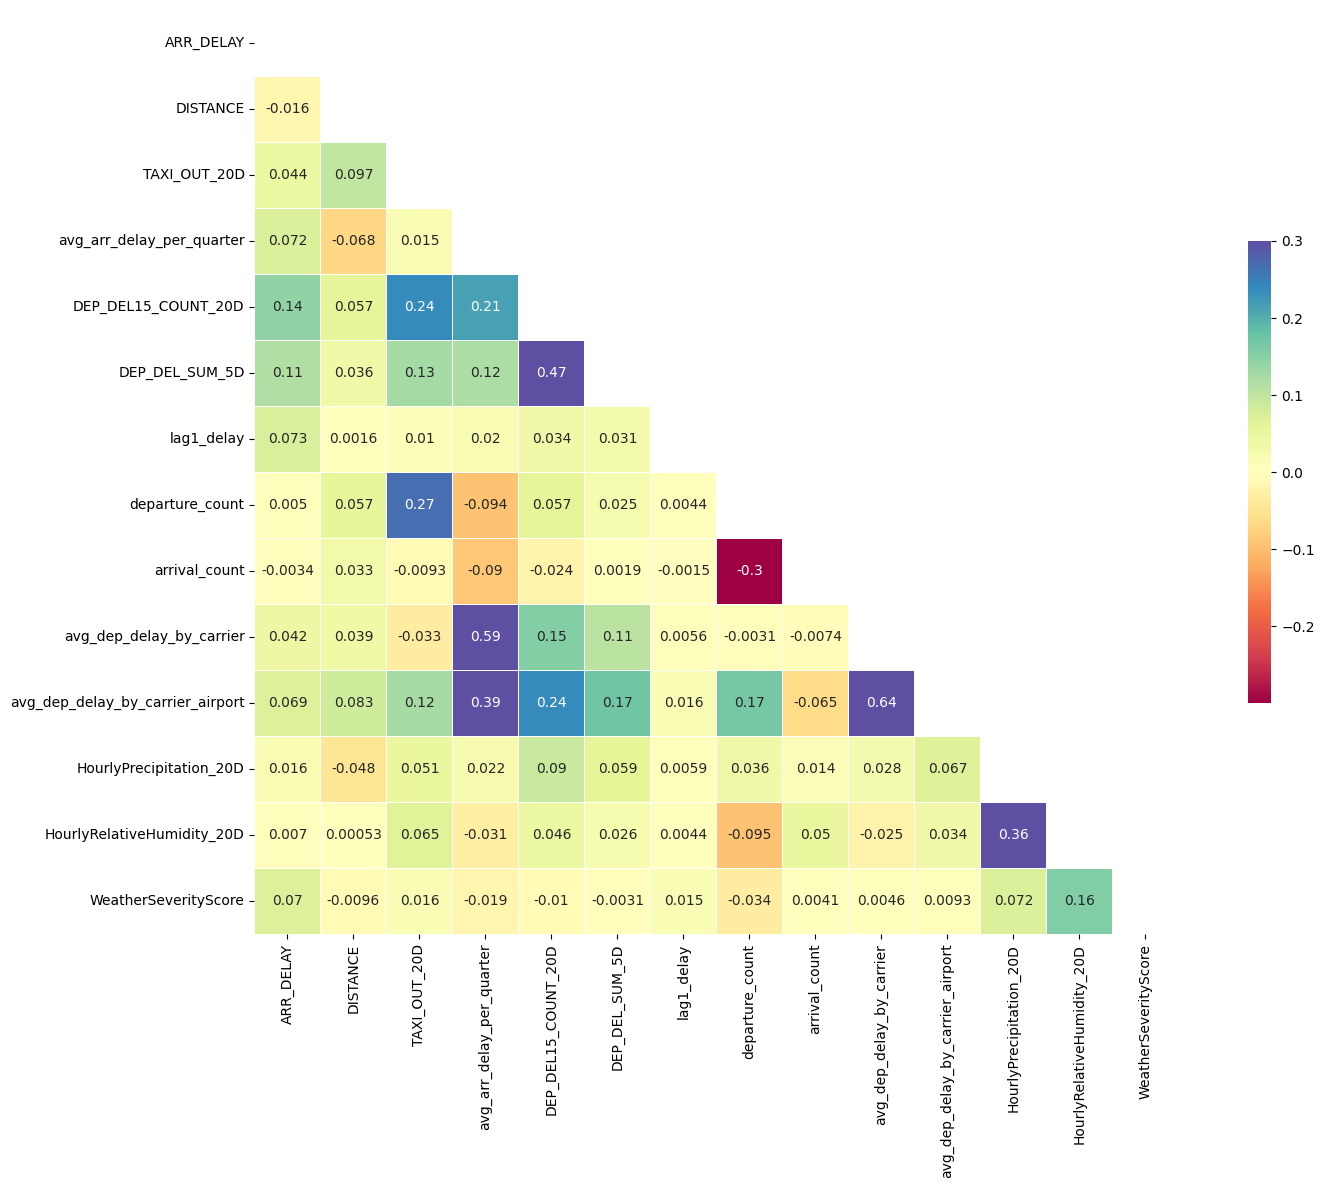 ARR_DELAY
DISTANCE -0.016
TAXI_OUT_20D 0.044 0.097
avg_arr_delay_per_quarter 0.072 -0.068 0.015
DEP_DEL15_COUNT_20D 0.14 0.057 0.24 0.21
DEP_DEL_SUM_5D 0.11 0.036 0.13 0.12 0.47
lag1_delay 0.073 0.0016 0.01 0.02 0.034 0.031
departure_count 0.005 0.057 0.27 -0.094 0.057 0.025 0.0044
arrival_count -0.0034 0.033 -0.0093 -0.09 -0.024 0.0019 -0.0015 -0.3
avg_dep_delay_by_carrier 0.042 0.039 -0.033 0.59 0.15 0.11 0.0056 -0.0031 -0.0074
avg_dep_delay_by_carrier_airport 0.069 0.083 0.12 0.39 0.24 0.17 0.016 0.17 -0.065 0.64
HourlyPrecipitation_20D 0.016 -0.048 0.051 0.022 0.09 0.059 0.0059 0.036 0.014 0.028 0.067
HourlyRelativeHumidity_20D 0.007 0.00053 0.065 -0.031 0.046 0.026 0.0044 -0.095 0.05 -0.025 0.034 0.36
WeatherSeverityScore 0.07 -0.0096 0.016 -0.019 -0.01 -0.0031 0.015 -0.034 0.0041 0.0046 0.0093 0.072 0.16
ARR_DELAY
DISTANCE
TAXI_OUT_20D
avg_arr_delay_per_quarter
DEP_DEL15_COUNT_20D
DEP_DEL_SUM_5D
lag1_delay
departure_count
arrival_count
avg_dep_delay_by_carrier
avg_dep_delay_by_carrier_airport
HourlyPrecipitation_20D
HourlyRelativeHumidity_20D
WeatherSeverityScore
0.3
0.2
0.1
0.0
−0.1
−0.2